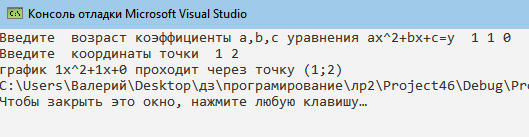 Консоль отладки Microsoft Visual Studio
Введите  возраст коэффициенты a,b,c уравнения ax^2+bx+c=y  1 1 0
Введите  координаты точки  1 2
график 1x^2+1x+0 проходит через точку (1;2)
C:\Users\Валерий\Desktop\дз\програмирование\лр2\Project46\Debug\Pr
Чтобы закрыть это окно, нажмите любую клавишу…